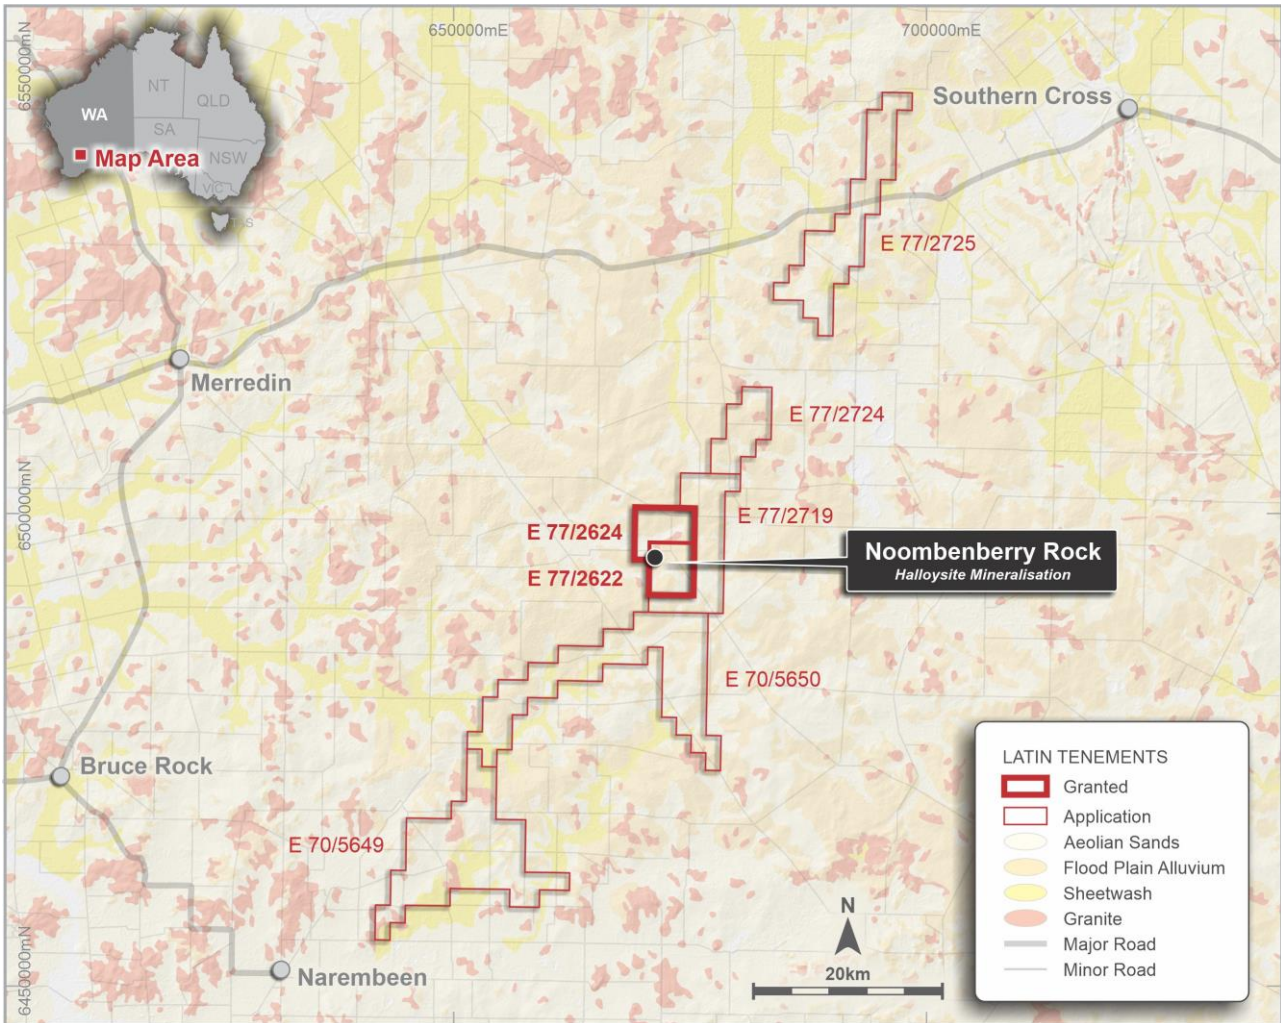 650000mE
700000mE
6550000mN
NT
QLD
WA
SA
NSW
VIC
Map Area
Southern Cross
E 77/2725
Merredin
E 77/2724
6500000mN
E 77/2624
E 77/2719
Noombenberry Rock
Halloysite Mineralisation
E 77/2622
E 70/5650
Bruce Rock
E 70/5649
LATIN TENEMENTS
Granted
Application
Aeolian Sands
Flood Plain Alluvium
Sheetwash
Granite
Major Road
Minor Road
N
20km
Narembeen
6450000mN